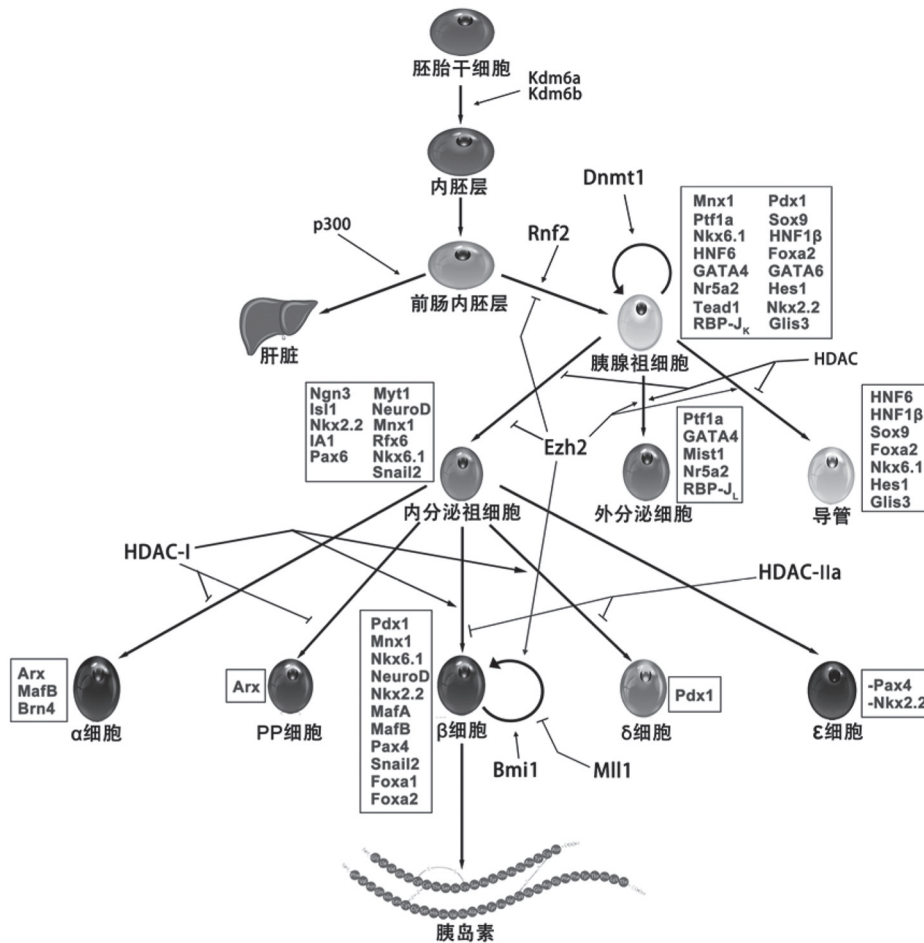 胚胎干细胞
Kdm6a
Kdm6b
内胚层
Dnmt1
p300
Rnf2
前肠内胚层
肝脏
Mnx1 Pdx1
Ptf1a Sox9
Nkx6.1 HNF1β
HNF6 Foxa2
GATA4 GATA6
Nr5a2 Hes1
Tead1 Nkx2.2
RBP-JK Glis3
胰腺祖细胞
HDAC
Ngn3 Myt1
Isl1 NeuroD
Nkx2.2 Mnx1
IA1 Rfx6
Pax6 Nkx6.1
Snail2
Ezh2
Ptf1a
GATA4
Mist1
Nr5a2
RBP-JL
HNF6
HNF1β
Sox9
Foxa2
Nkx6.1
Hes1
Glis3
内分泌祖细胞
外分泌细胞
导管
HDAC-I
HDAC-IIa
Arx
MafB
Brn4
α细胞
Arx
PP细胞
Pdx1
Mnx1
Nkx6.1
NeuroD
Nkx2.2
MafA
MafB
Pax4
Snail2
Foxa1
Foxa2
β细胞
Bmi1
Mll1
Pdx1
δ细胞
-Pax4
-Nkx2.2
ε细胞
胰岛素